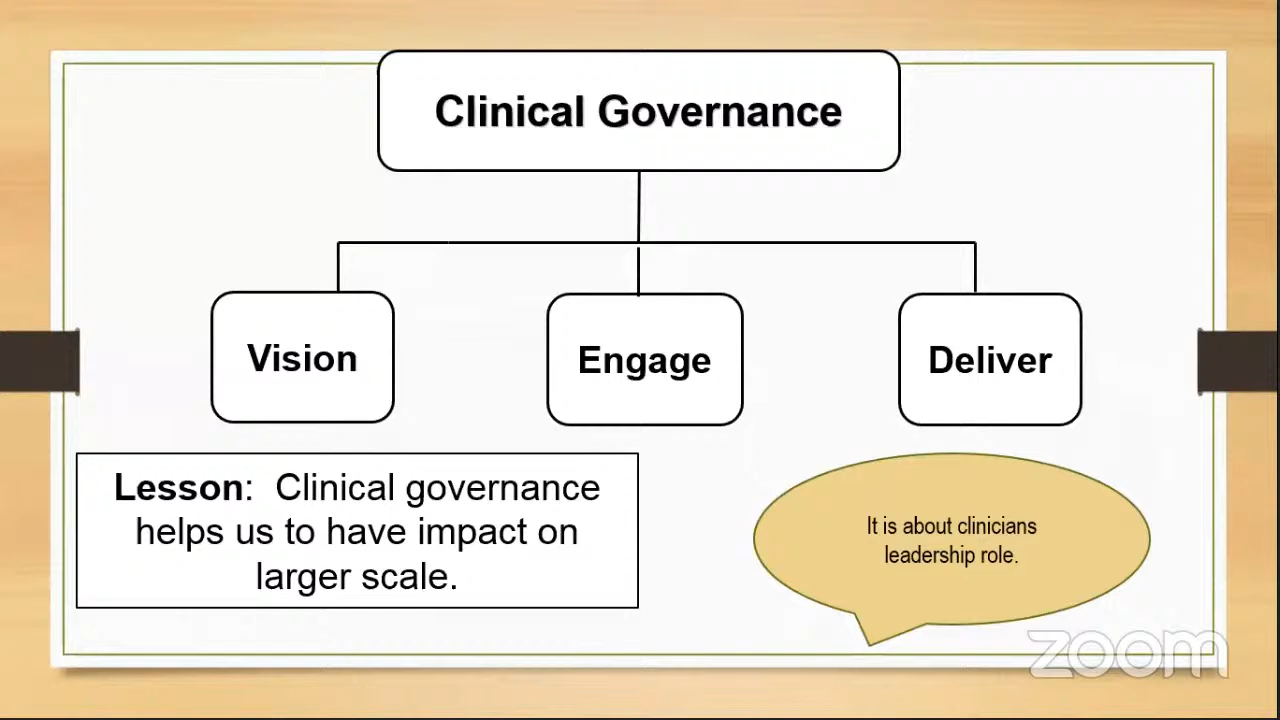 Clinical Governance
Vision
Engage
Deliver
Lesson: Clinical governance
helps us to have impact on
larger scale.
It is about clinicians
leadership role.
zoom